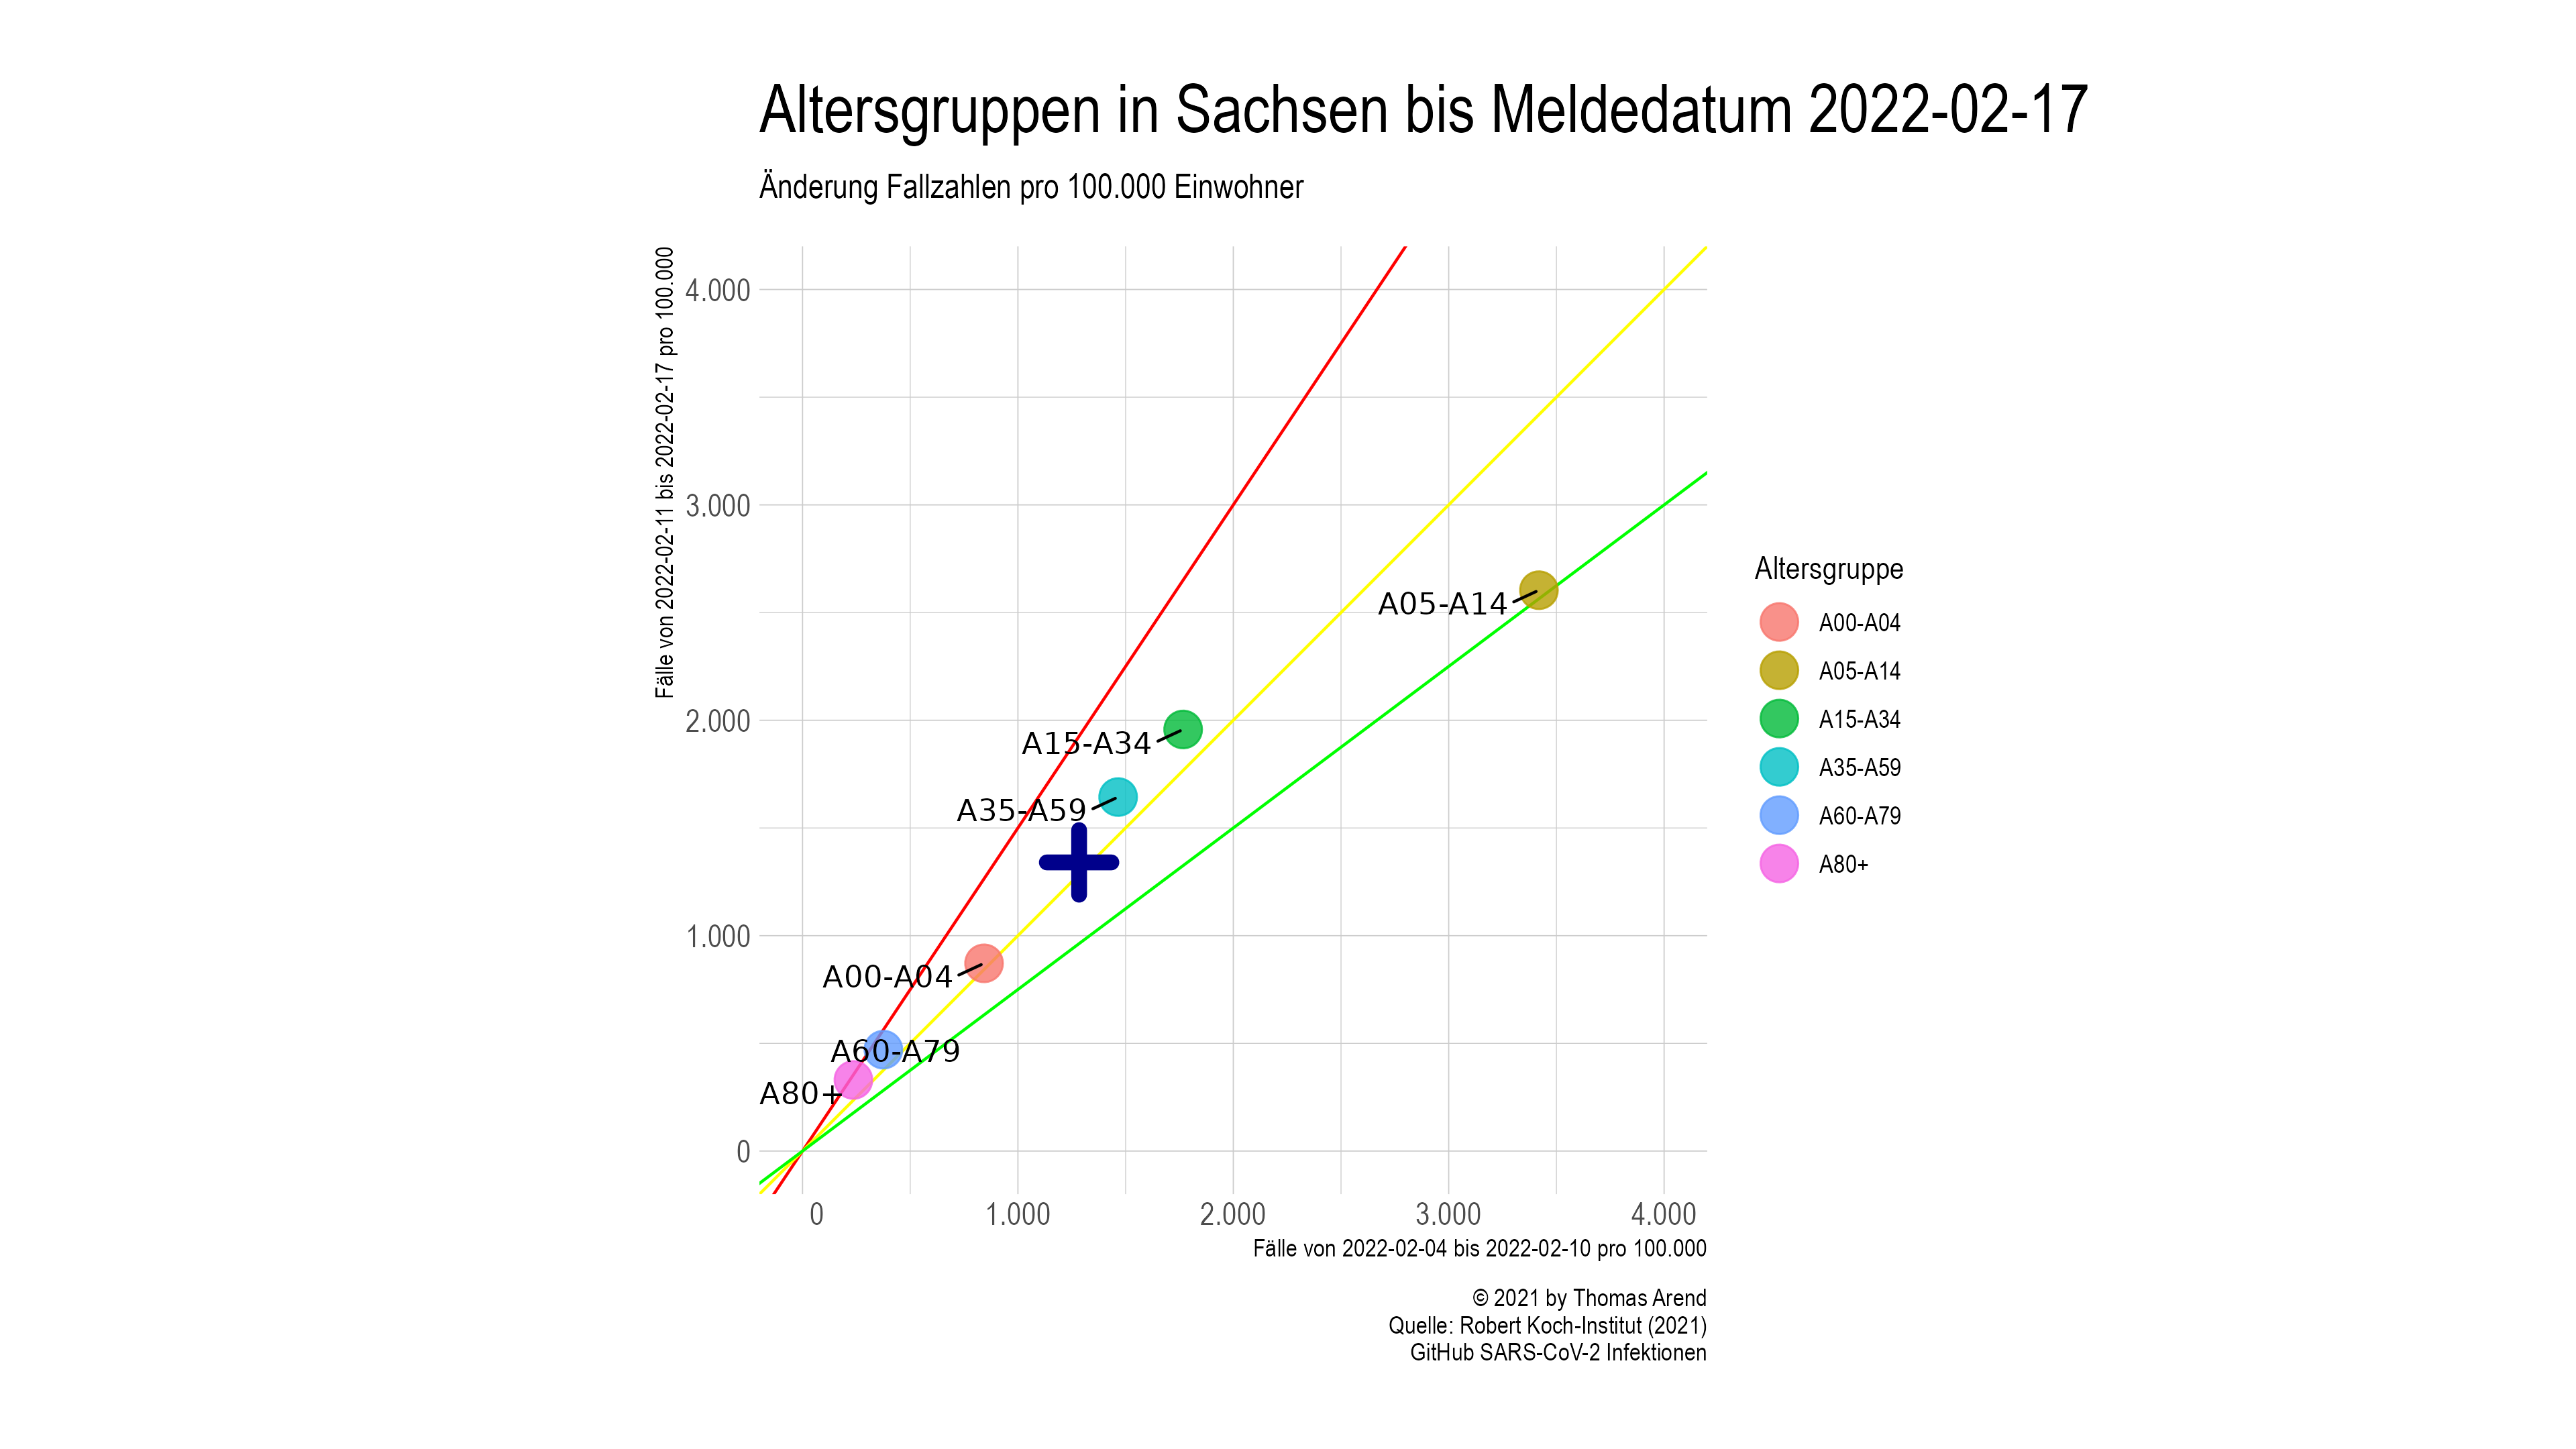 Altersgruppen in Sachsen bis Meldedatum 2022-02-17
Änderung Fallzahlen pro 100.000 Einwohner
Fälle von 2022-02-11 bis 2022-02-17 pro 100.000
4.000
3.000
2.000
1.000
0
A05-A14
A15-A34
A35-A59
A00-A04
A60-A79
A80+
0
1.000
2.000
3.000
4.000
Fälle von 2022-02-04 bis 2022-02-10 pro 100.000
Altersgruppe
A00-A04
A05-A14
A15-A34
A35-A59
A60-A79
A80+
© 2021 by Thomas Arend
Quelle: Robert Koch-Institut (2021)
GitHub SARS-CoV-2 Infektionen